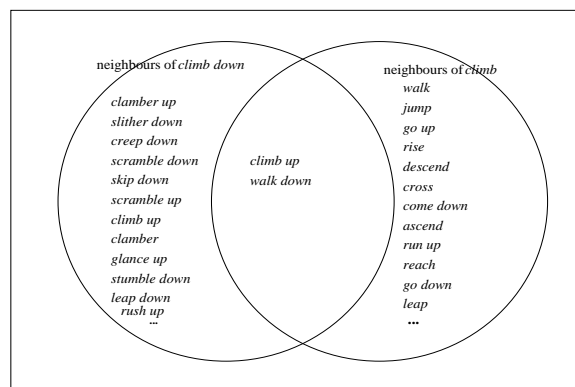 neighbours of climb down
clamber up
slither down
creep down
scramble down
skip down
scramble up
climb up
clamber
glance up
stumble down
leap down
rush up
...
climb up
walk down
neighbours of climb
walk
jump
go up
rise
descend
cross
come down
ascend
run up
reach
go down
leap
...